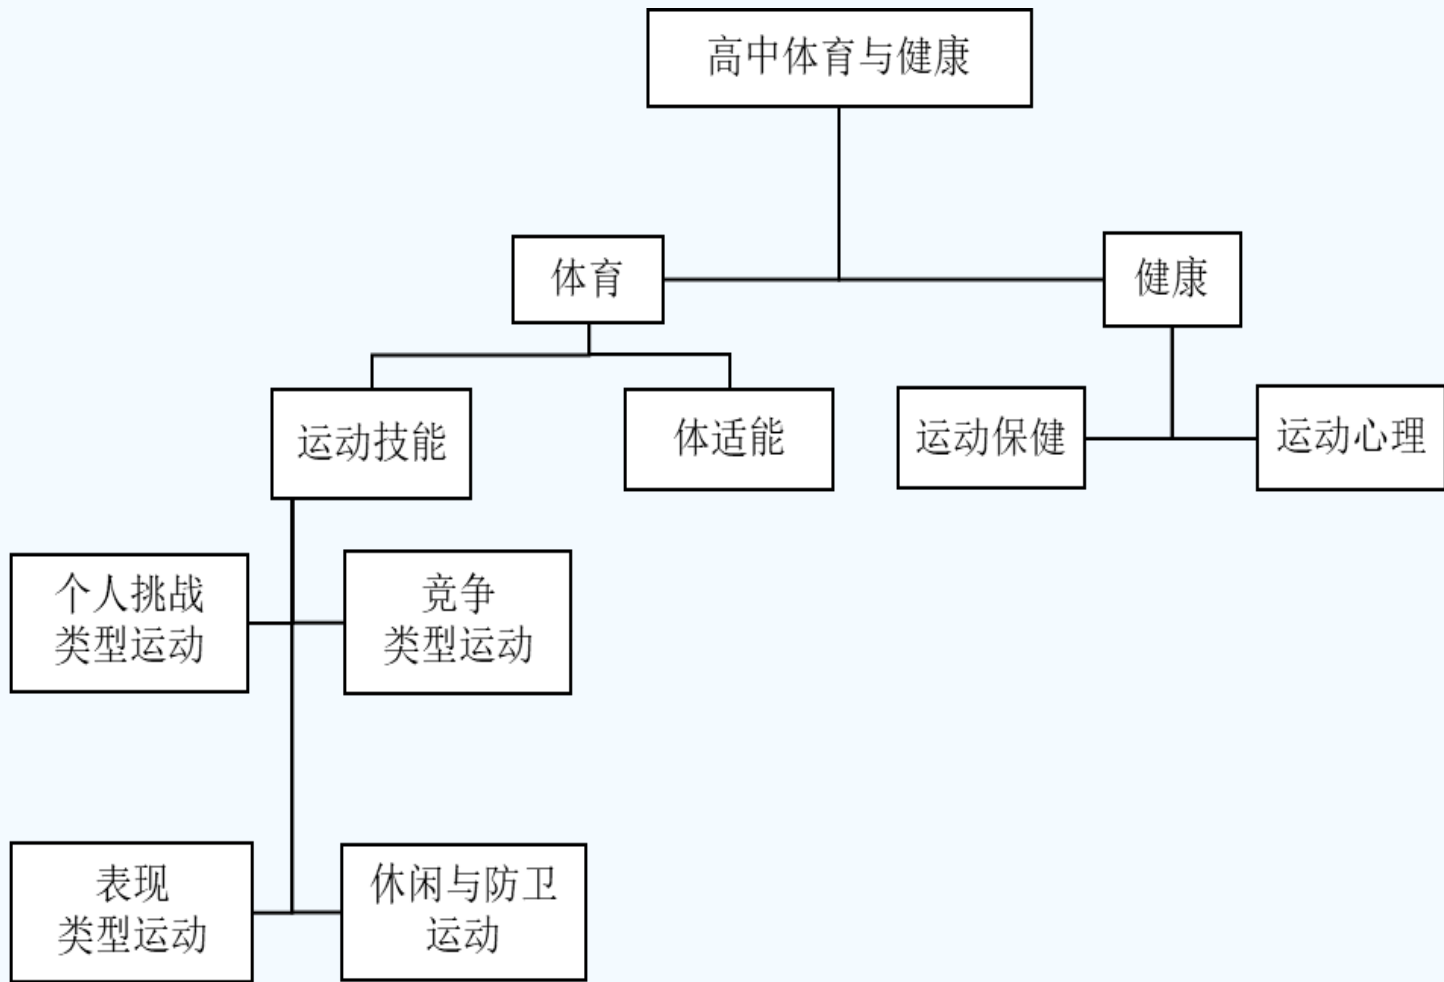 高中体育与健康
体育
健康
运动技能
体适能
运动保健
运动心理
个人挑战
类型运动
竞争
类型运动
表现
类型运动
休闲与防卫
运动